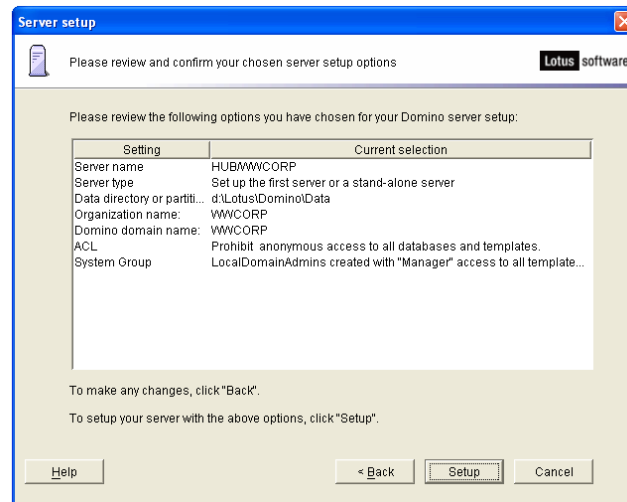 Server setup
Please review and confirm your chosen server setup options
Lotus software
Please review the following options you have chosen for your Domino server setup:
Setting Current selection
Server name HUB/WWCORP
Server type Set up the first server or a stand-alone server
Data directory or partiti... d:\Lotus\Domino\Data
Organization name: WWCORP
Domino domain name: WWCORP
ACL Prohibit anonymous access to all databases and templates.
System Group LocalDomainAdmins created with "Manager" access to all template...
To make any changes, click "Back".
To setup your server with the above options, click "Setup".
Help < Back Setup Cancel